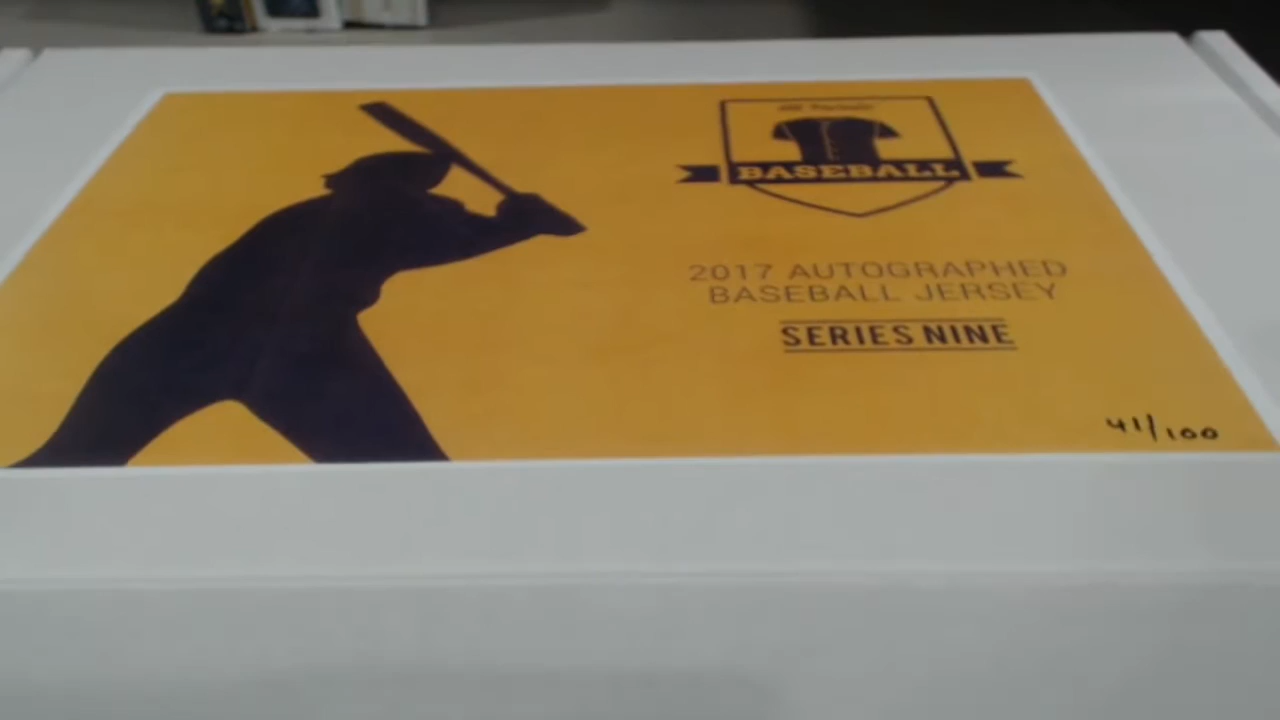 BASEBALL
2017 AUTOGRAPHED
BASEBALL JERSEY
SERIES NINE
41/100